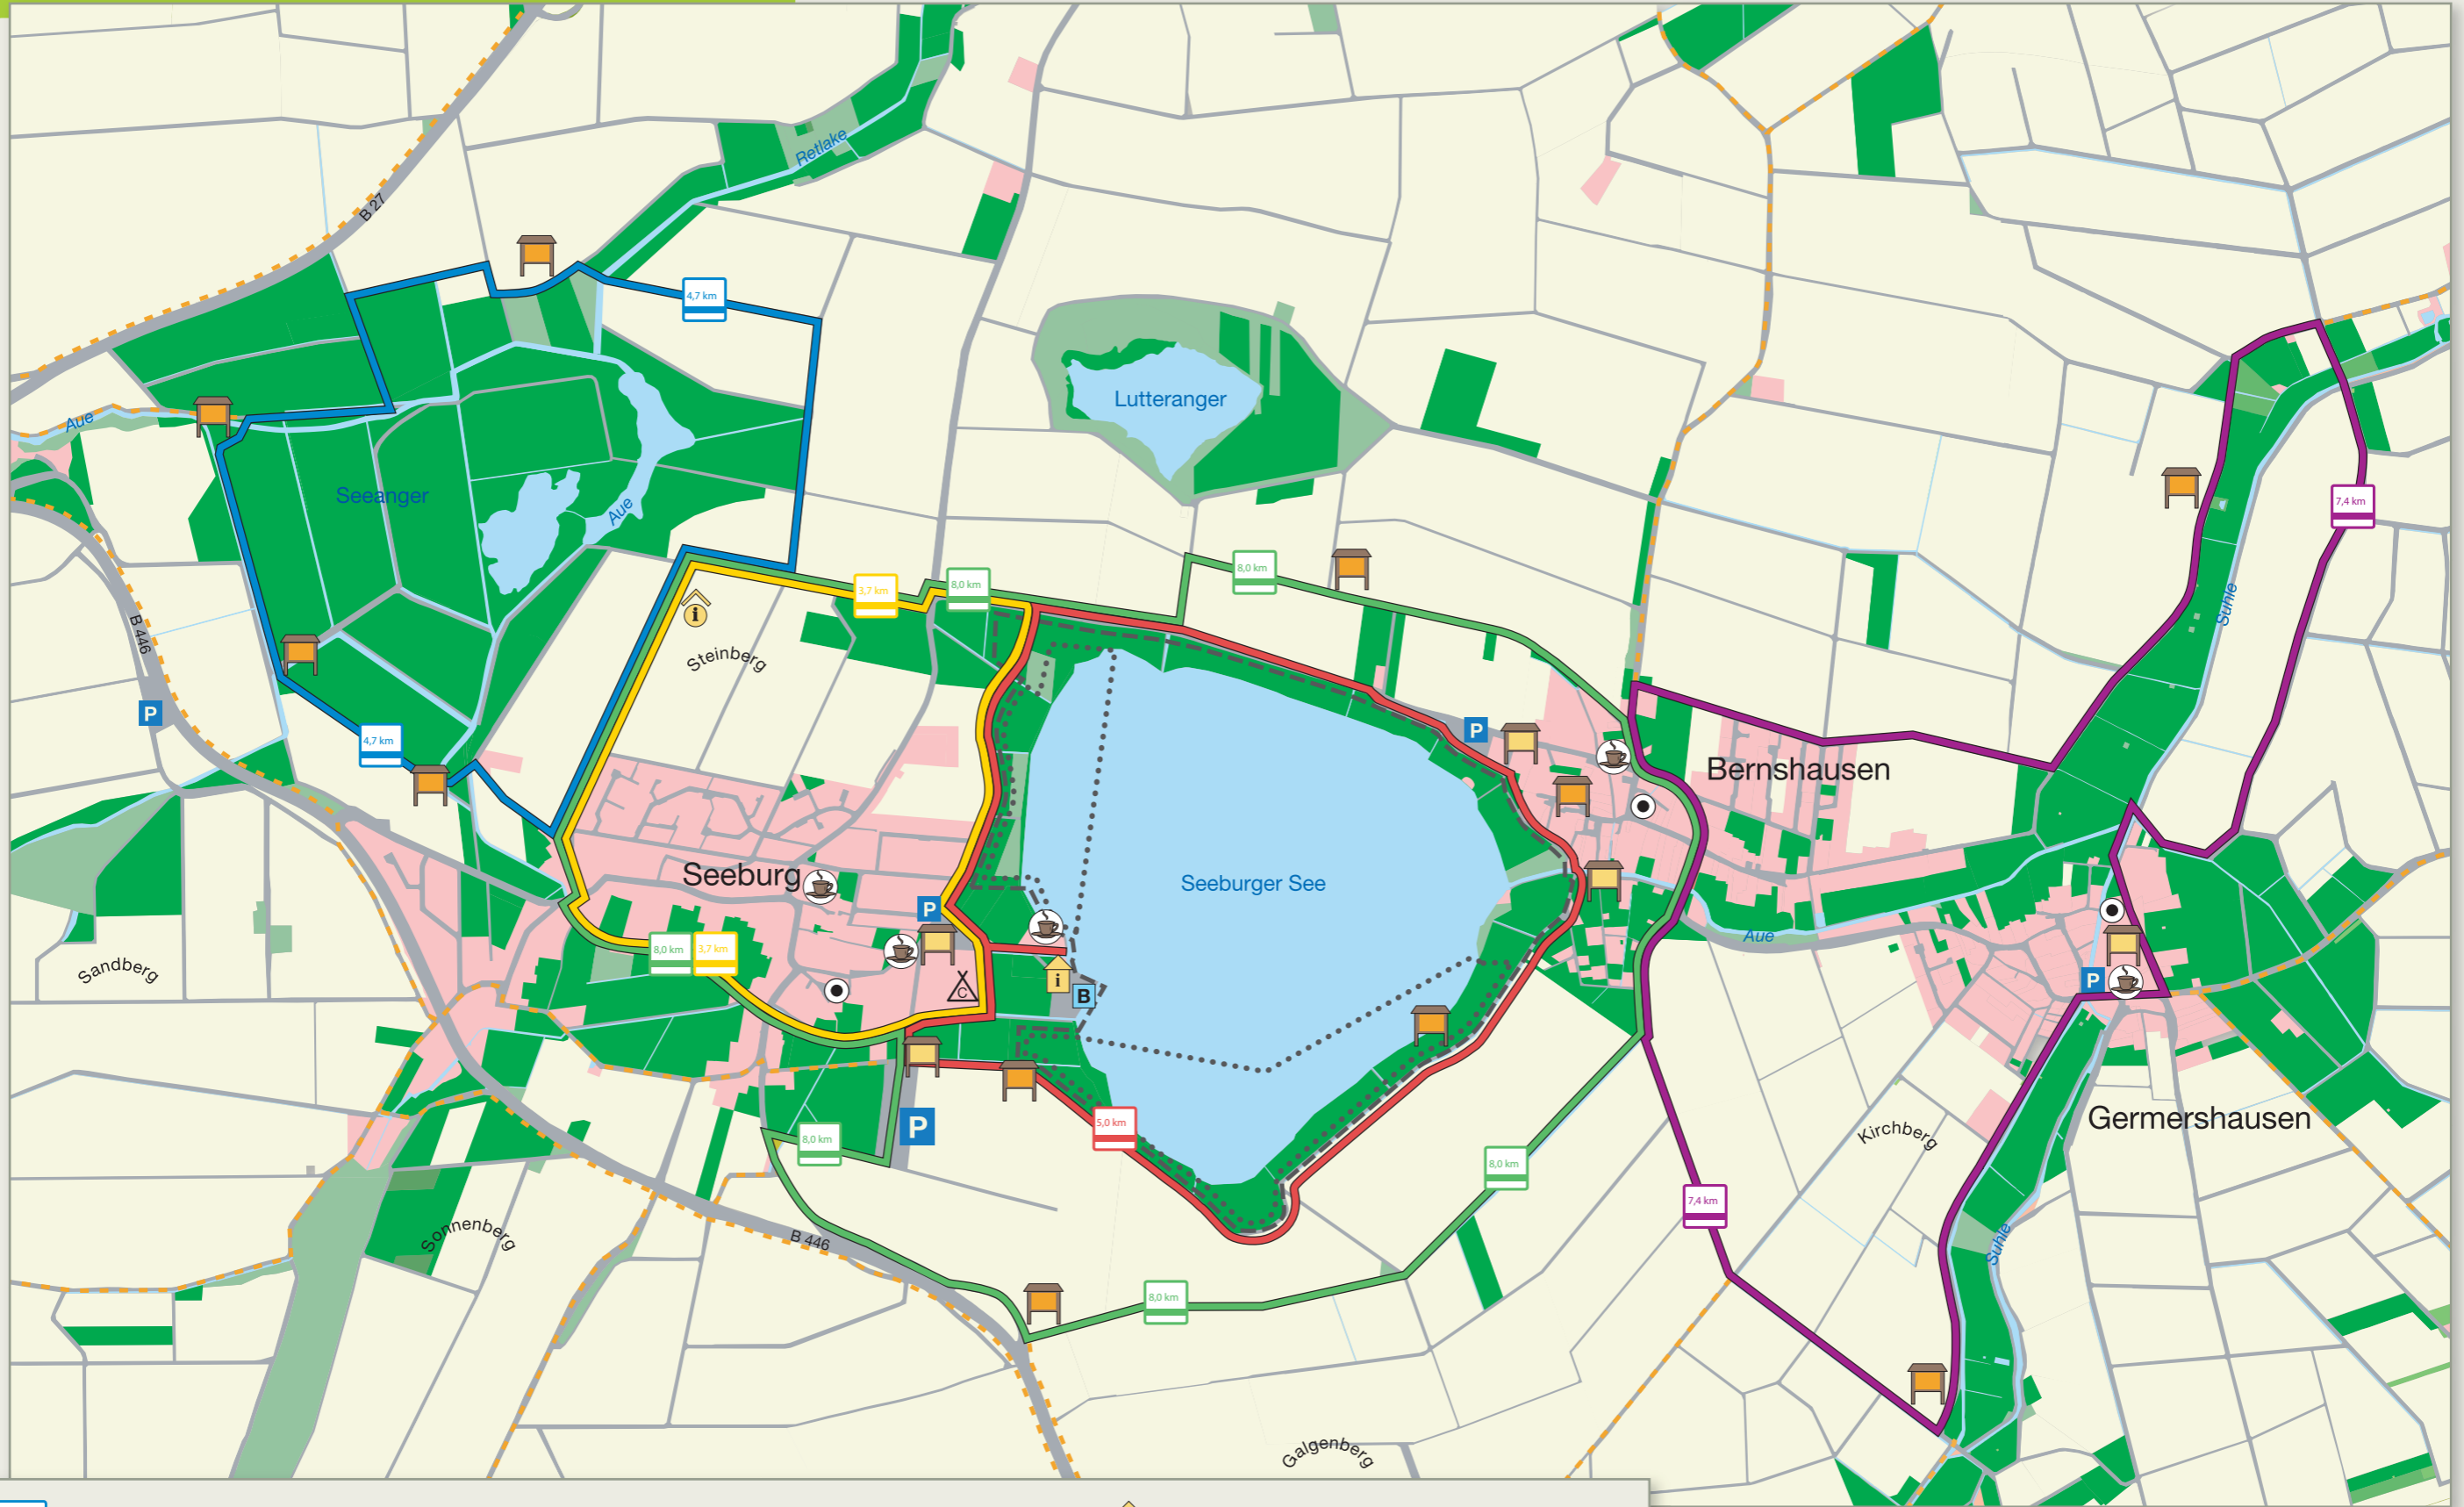 Retlake
B 27
4,7 km
Lutteranger
Aue
Seeanger
Aue
7,4 km
3,7 km
8,0 km
8,0 km
Suhle
B 446
Steinberg
P
4,7 km
P
Bernshausen
Seeburg
Seeburger See
P
Aue
8,0 km
3,7 km
Sandberg
i
i
B
C
P
Germershausen
Kirchberg
P
5,0 km
8,0 km
8,0 km
7,4 km
Sonnenberg
B 446
Suhle
8,0 km
Galgenberg